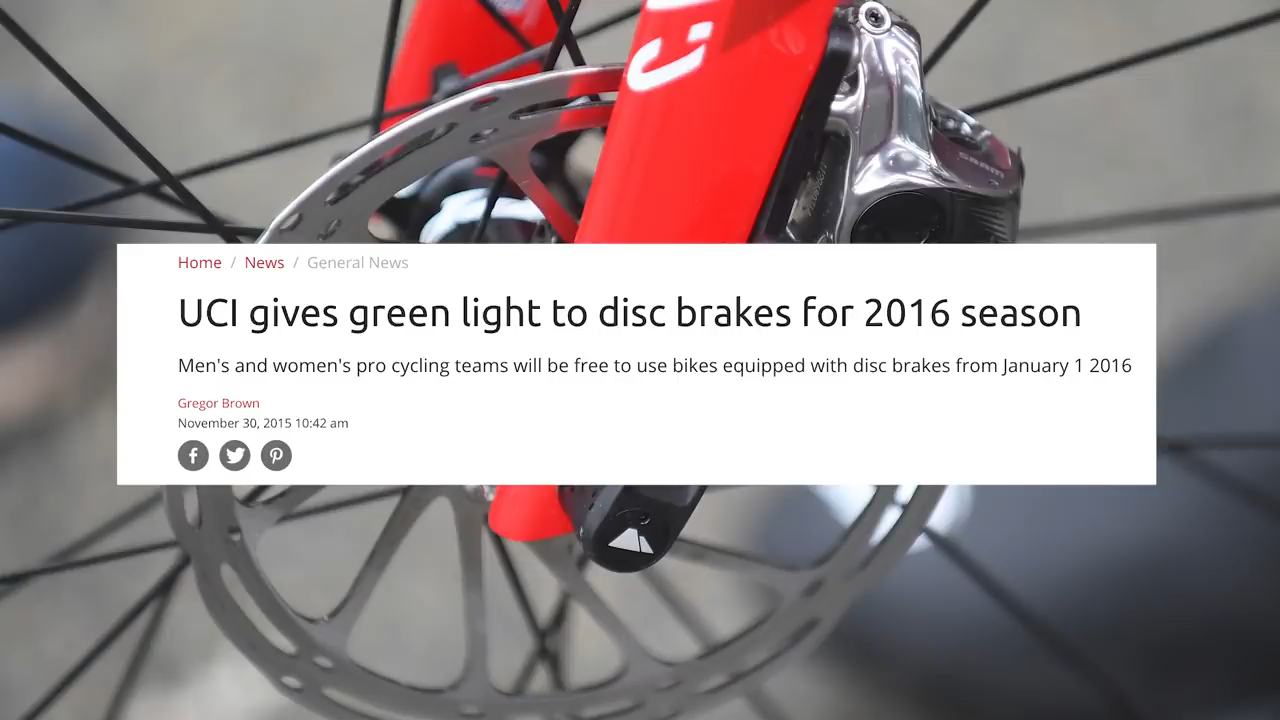 SRAM
Home / News / General News
UCI gives green light to disc brakes for 2016 season
Men's and women's pro cycling teams will be free to use bikes equipped with disc brakes from January 1 2016
Gregor Brown
November 30, 2015 10:42 am